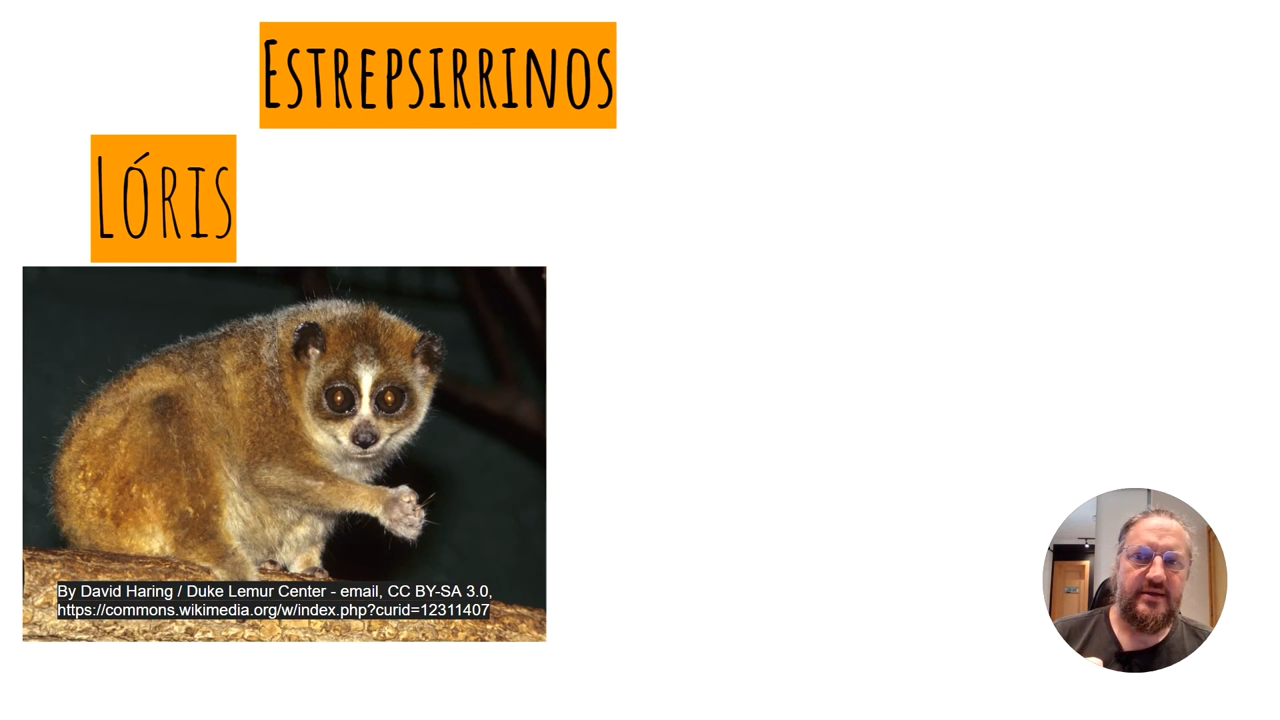 ESTREPSIRRINOS
LÓRIS
By David Haring / Duke Lemur Center - email, CC BY-SA 3.0,
https://commons.wikimedia.org/w/index.php?curid=12311407